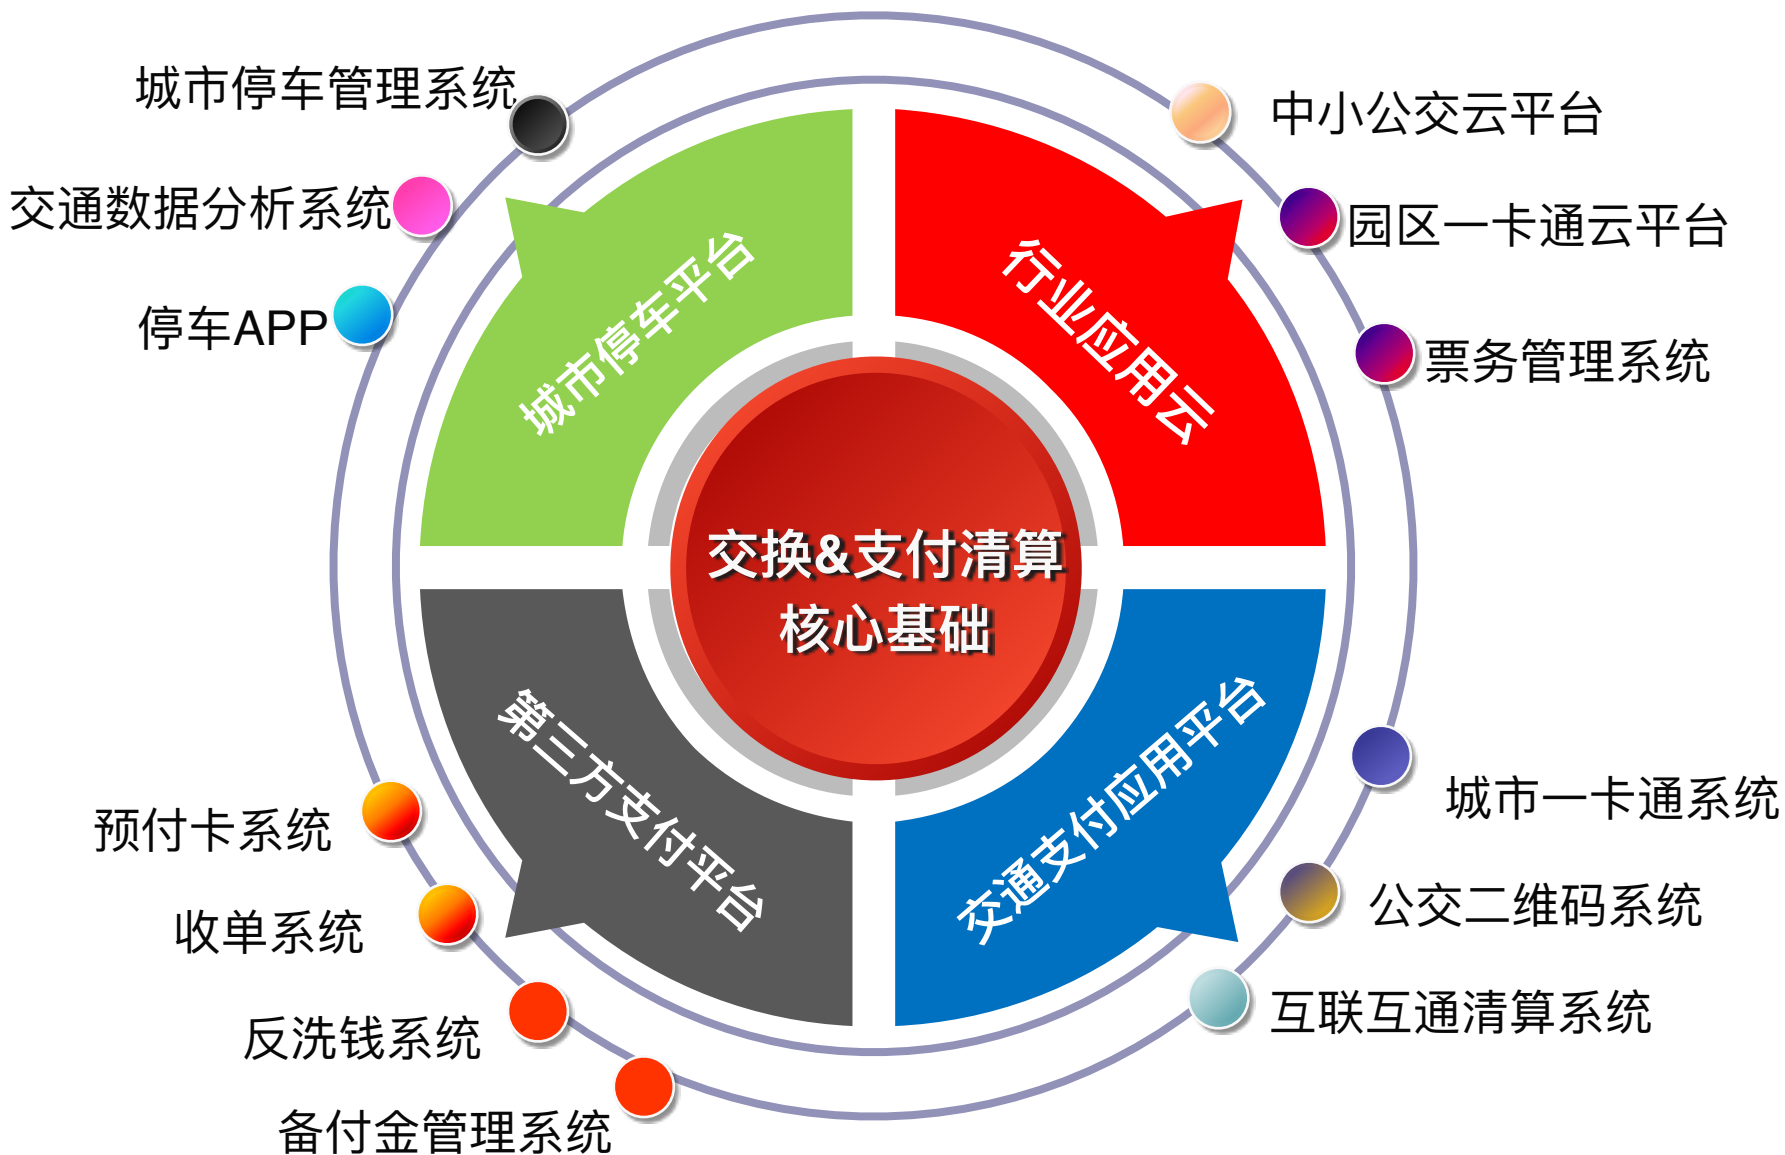 城市停车管理系统
交通数据分析系统
停车APP
中小公交云平台
园区一卡通云平台
票务管理系统
城市停车平台
行业应用云
交换&支付清算
核心基础
第三方支付平台
交通支付应用平台
预付卡系统
收单系统
反洗钱系统
备付金管理系统
城市一卡通系统
公交二维码系统
互联互通清算系统